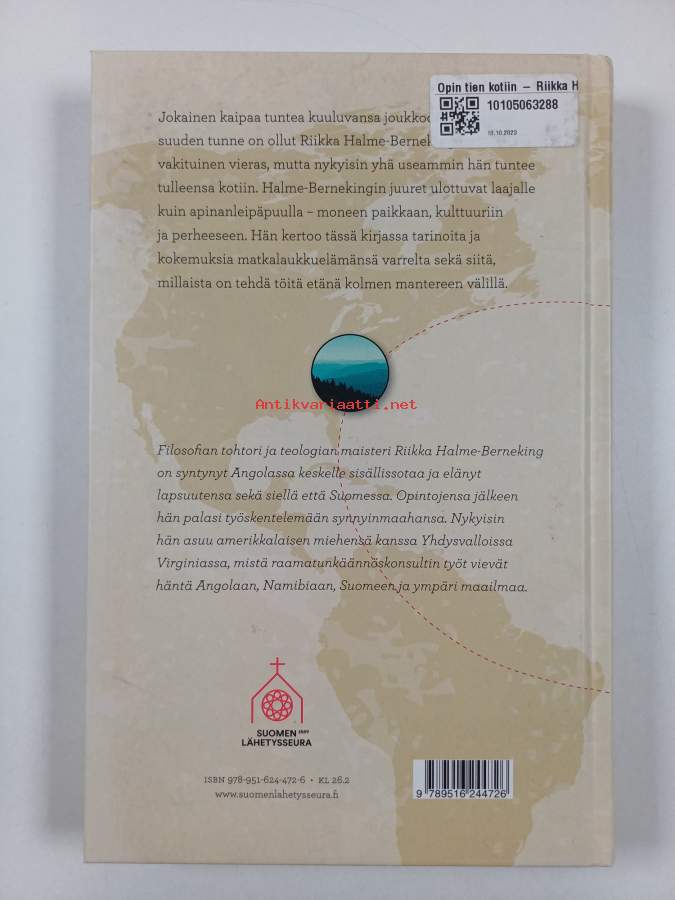 Opin tien kotiin – Riikka H
10105063288
10.10.2023
Jokainen kaipaa tuntea kuuluvansa joukkoo
suuden tunne on ollut Riikka Halme-Bernek
vakituinen vieras, mutta nykyisin yhä useammin hän tuntee
tulleensa kotiin. Halme-Bernekingin juuret ulottuvat laajalle
kuin apinanleipäpuulla – moneen paikkaan, kulttuuriin
ja perheeseen. Hän kertoo tässä kirjassa tarinoita ja
kokemuksia matkalaukkuelämänsä varrelta sekä siitä,
millaista on tehdä töitä etänä kolmen mantereen välillä.
Antikvariaatti.net
Filosofian tohtori ja teologian maisteri Riikka Halme-Berneking
on syntynyt Angolassa keskelle sisällissotaa ja elänyt
lapsuutensa sekä siellä että Suomessa. Opintojensa jälkeen
hän palasi työskentelemään synnyinmaahansa. Nykyisin
hän asuu amerikkalaisen miehensä kanssa Yhdysvalloissa
Virginiassa, mistä raamatunkäännöskonsultin työt vievät
häntä Angolaan, Namibiaan, Suomeen ja ympäri maailmaa.
SUOMEN 1859
LÄHETYSSEURA
ISBN 978-951-624-472-6 • KL 26.2
www.suomenlahetysseura.fi
9 789516 244726